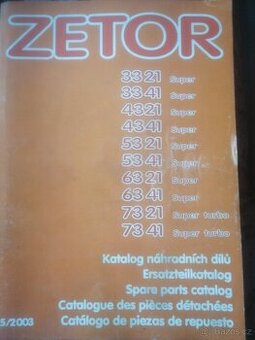 ZETOR
3321 Super
3341 Super
4321 Super
4341 Super
5321 Super
5341 Super
6321 Super
6341 Super
7321 Super turbo
7341 Super turbo
Katalog náhradních dílů
Ersatzteilkatalog
Spare parts catalog
Catalogue des pièces détachées
Catálogo de piezas de repuesto
5/2003